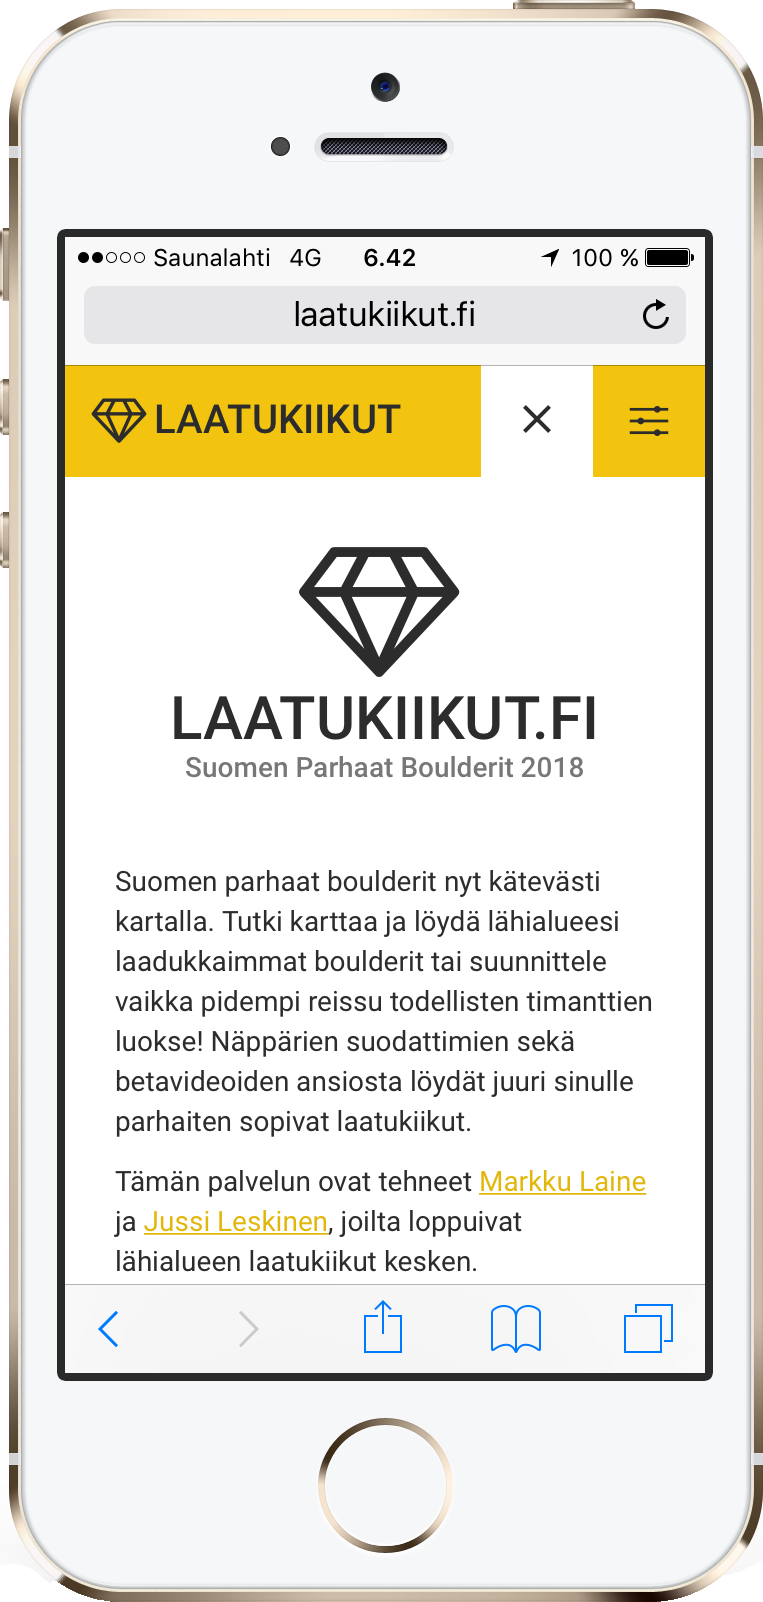 Saunalahti 4G 6.42 100 %
laatukiikut.fi
LAATUKIIKUT
LAATUKIIKUT.FI
Suomen Parhaat Boulderit 2018
Suomen parhaat boulderit nyt kätevästi
kartalla. Tutki karttaa ja löydä lähialueesi
laadukkaimmat boulderit tai suunnittele
vaikka pidempi reissu todellisten timanttien
luokse! Näppärien suodattimien sekä
betavideoiden ansiosta löydät juuri sinulle
parhaiten sopivat laatukiikut.
Tämän palvelun ovat tehneet Markku Laine
ja Jussi Leskinen, joilta loppuivat
lähialueen laatukiikut kesken.